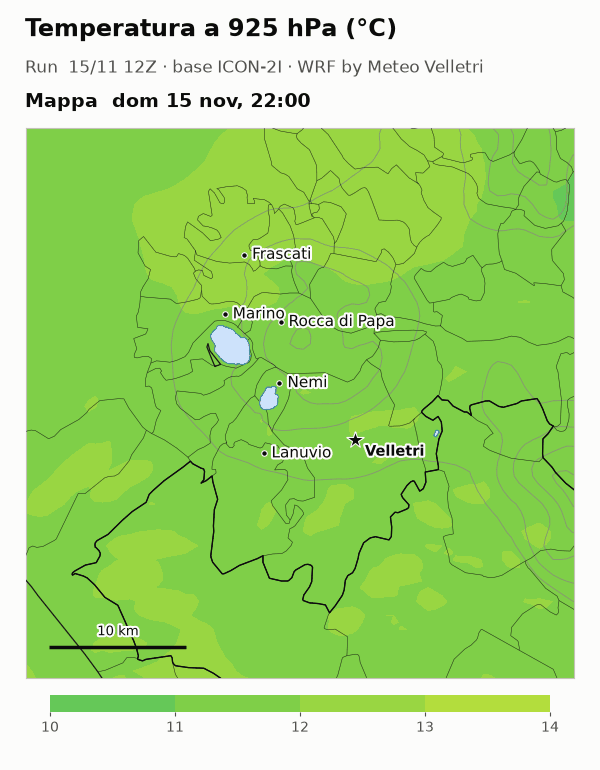 Temperatura a 925 hPa (°C)
Run 15/11 12Z · base ICON-2I · WRF by Meteo Velletri
Mappa dom 15 nov, 22:00
Frascati
Marino
Rocca di Papa
Nemi
Velletri
Lanuvio
10 km
10 11 12 13 14